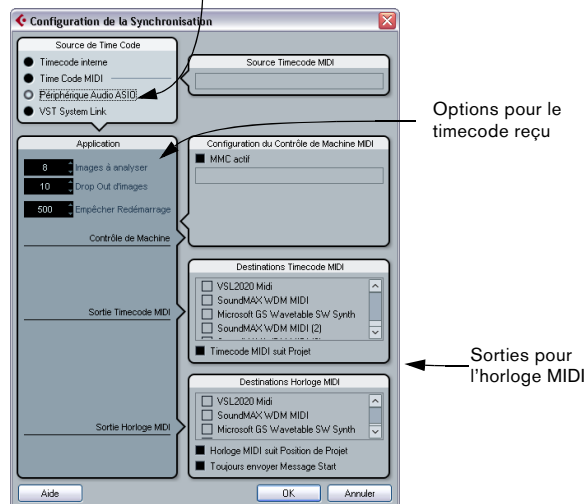 Configuration de la Synchronisation
Source de Time Code
Timecode interne
Time Code MIDI
Périphérique Audio ASIO
VST System Link
Source Timecode MIDI
Options pour le
timecode reçu
Application
8 Images à analyser
10 Drop Out d'images
500 Empêcher Redémarrage
Contrôle de Machine
Sortie Timecode MIDI
Sortie Horloge MIDI
Configuration du Contrôle de Machine MIDI
MMC actif
Destinations Timecode MIDI
VSL2020 Midi
SoundMAX WDM MIDI
Microsoft GS Wavetable SW Synth
SoundMAX WDM MIDI (2)
Timecode MIDI suit Projet
Sorties pour
l'horloge MIDI
Destinations Horloge MIDI
VSL2020 Midi
SoundMAX WDM MIDI
Microsoft GS Wavetable SW Synth
Horloge MIDI suit Position de Projet
Toujours envoyer Message Start
Aide
OK
Annuler